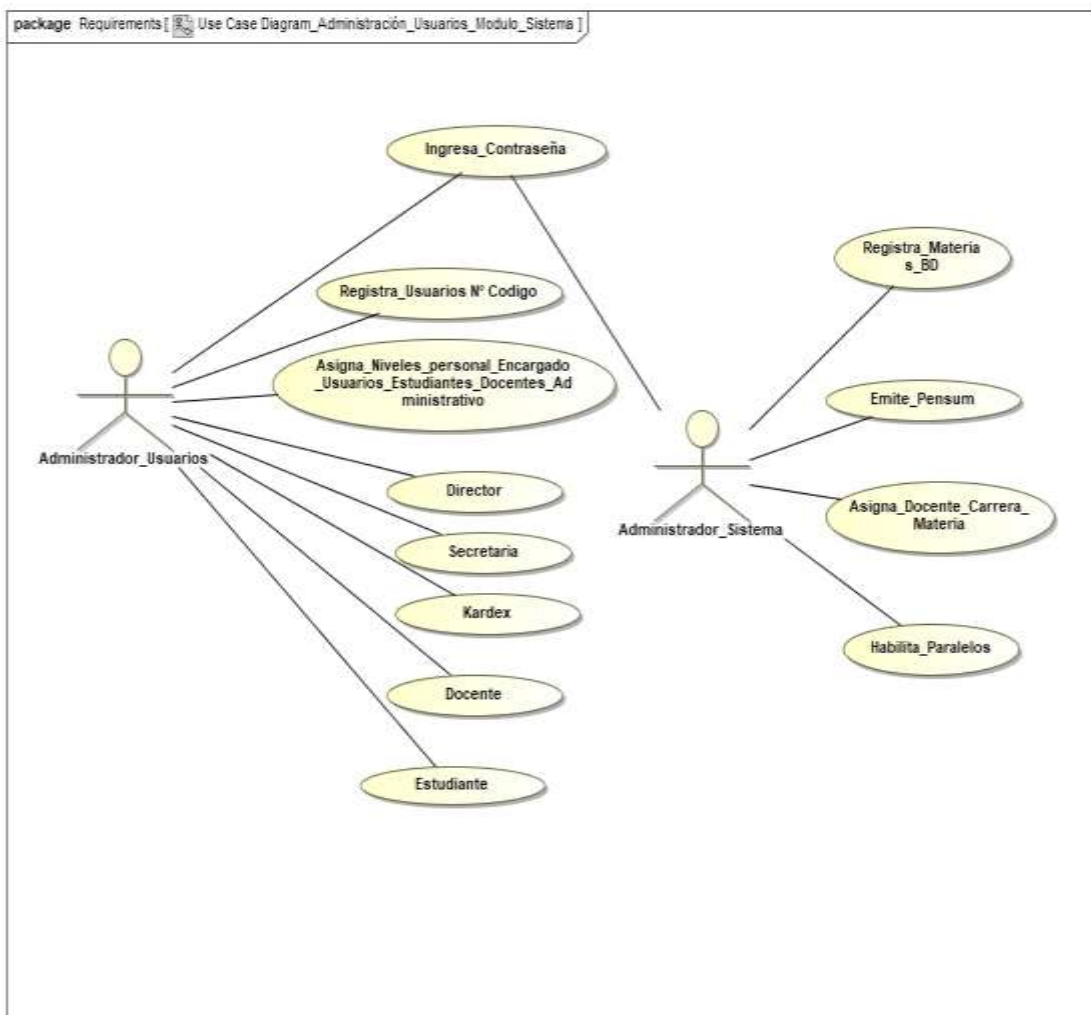 package Requirements [ Use Case Diagram_Administración_Usuarios_Modulo_Sistema ]
Ingresa_Contraseña
Registra_Materia
s_BD
Registra_Usuarios Nº Codigo
Asigna_Niveles_personal_Encargado
_Usuarios_Estudiantes_Docentes_Ad
ministrativo
Emite_Pensum
Administrador_Usuarios
Director
Asigna_Docente_Carrera_
Materia
Administrador_Sistema
Secretaria
Kardex
Habilita_Paralelos
Docente
Estudiante